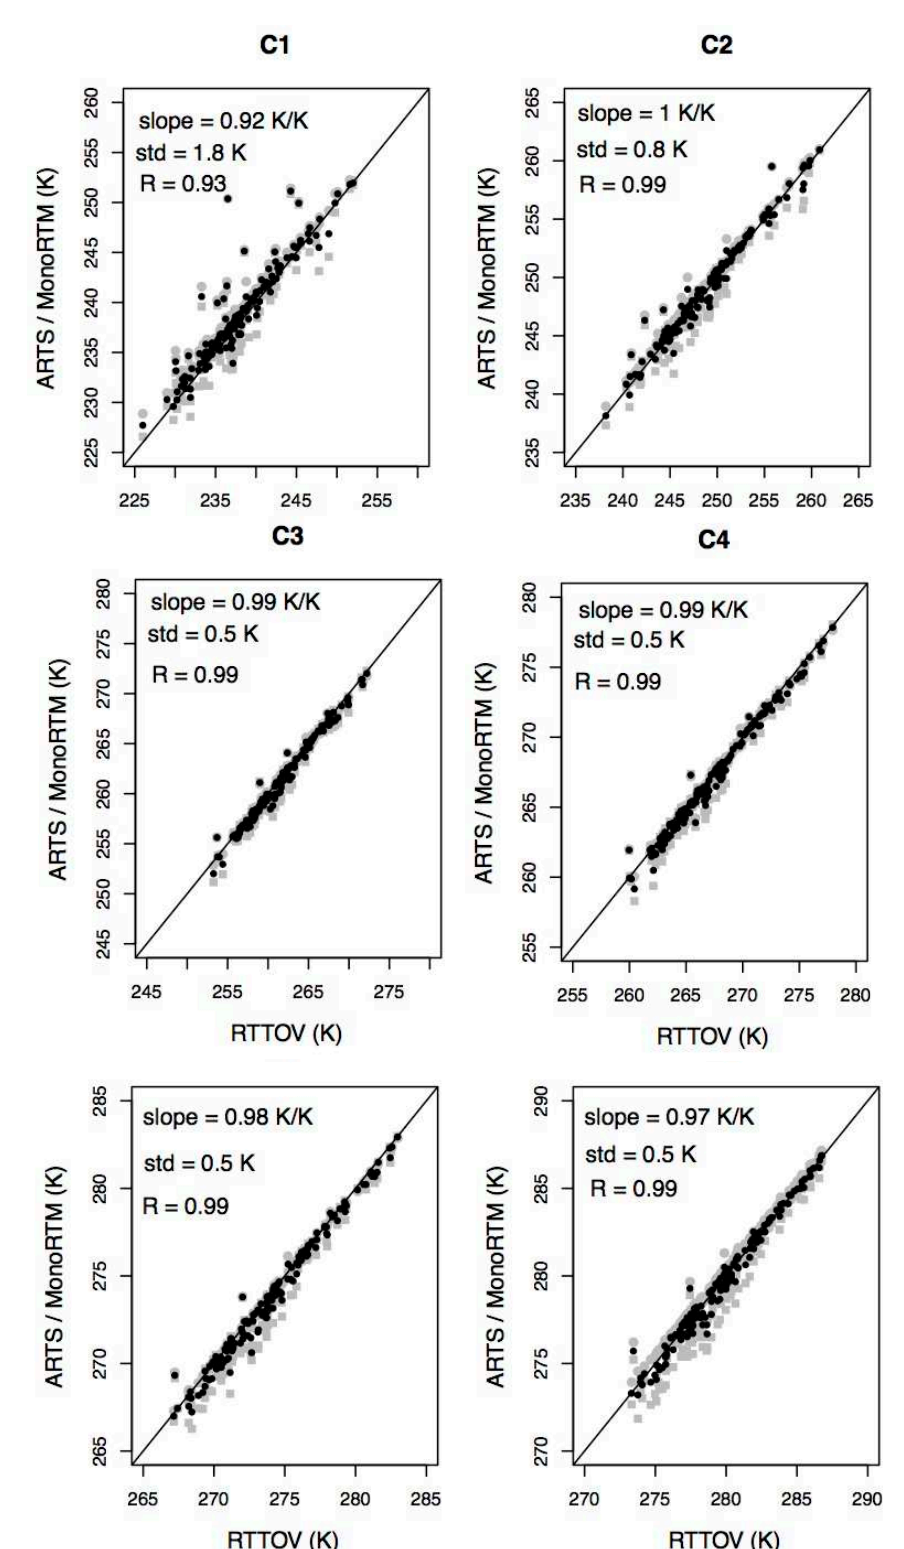 C1
C2
ARTS / MonoRTM (K)
260
255
250
245
240
235
230
225
slope = 0.92 K/K
std = 1.8 K
R = 0.93
225 235 245 255
ARTS / MonoRTM (K)
265
260
255
250
245
240
235
slope = 1 K/K
std = 0.8 K
R = 0.99
235 240 245 250 255 260 265
C3
C4
ARTS / MonoRTM (K)
280
275
270
265
260
255
250
245
slope = 0.99 K/K
std = 0.5 K
R = 0.99
245 255 265 275
RTTOV (K)
ARTS / MonoRTM (K)
280
275
270
265
260
255
slope = 0.99 K/K
std = 0.5 K
R = 0.99
255 260 265 270 275 280
RTTOV (K)
ARTS / MonoRTM (K)
285
280
275
270
265
slope = 0.98 K/K
std = 0.5 K
R = 0.99
265 270 275 280 285
RTTOV (K)
ARTS / MonoRTM (K)
290
285
280
275
270
slope = 0.97 K/K
std = 0.5 K
R = 0.99
270 275 280 285 290
RTTOV (K)